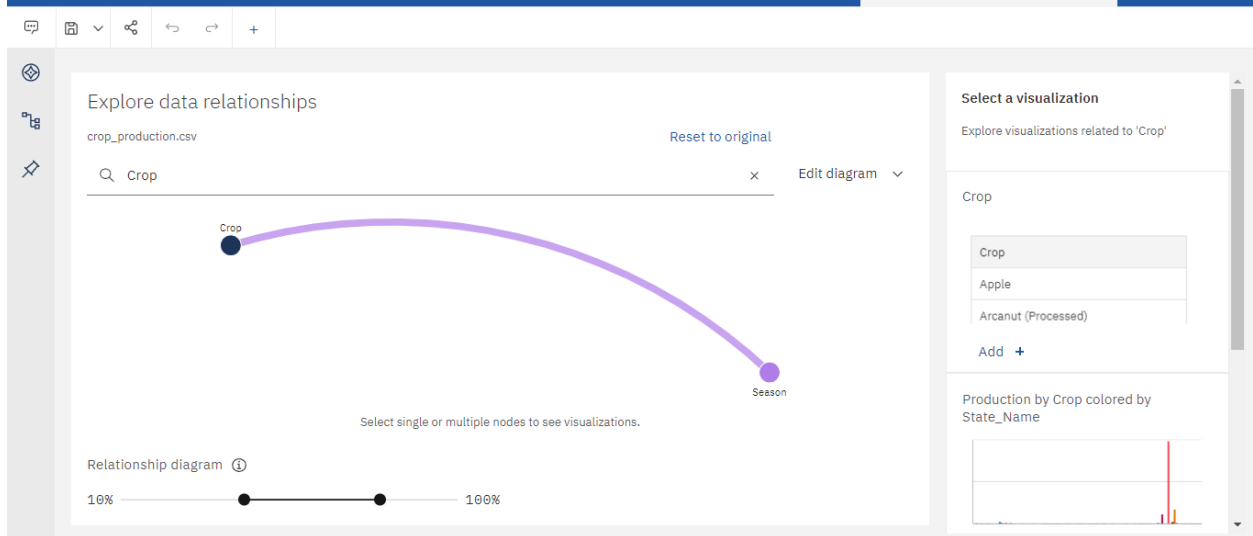 Explore data relationships
crop_production.csv
Reset to original
Crop
Edit diagram
Crop
Season
Select single or multiple nodes to see visualizations.
Relationship diagram
10%
100%
Select a visualization
Explore visualizations related to 'Crop'
Crop
Crop
Apple
Arcanut (Processed)
Add +
Production by Crop colored by
State_Name